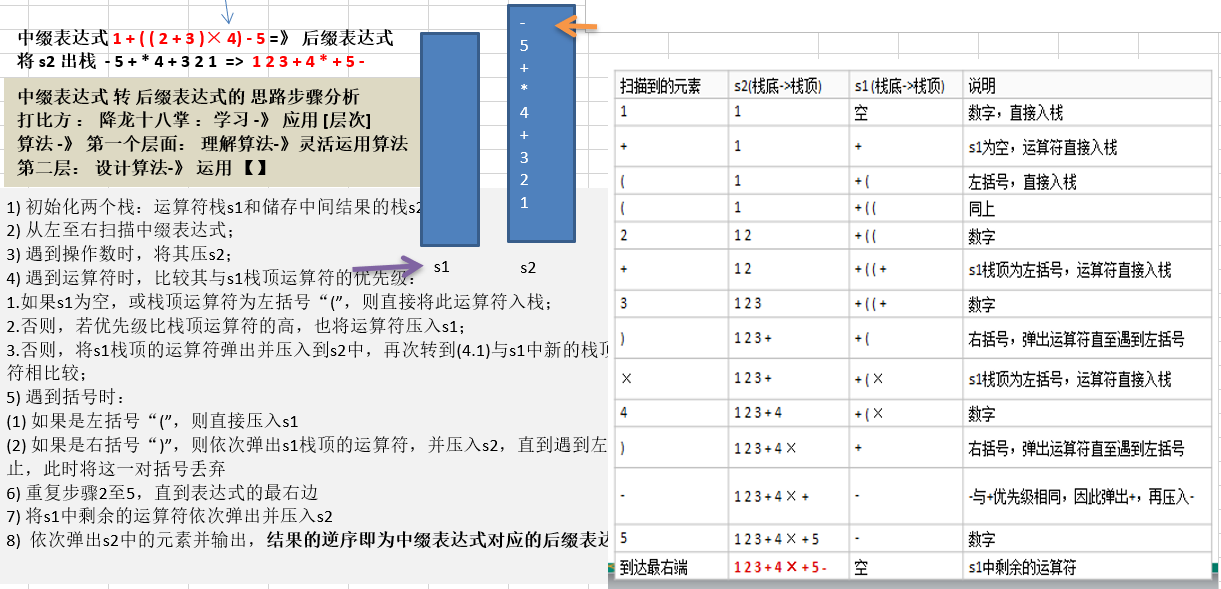 中缀表达式 1 + ( ( 2 + 3 )× 4) - 5 =》 后缀表达式
将 s2 出栈 - 5 + * 4 + 3 2 1 => 1 2 3 + 4 * + 5 -
中缀表达式 转 后缀表达式的 思路步骤分析
打比方 ： 降龙十八掌 ：学习 -》 应用 [层次]
算法 -》 第一个层面： 理解算法-》灵活运用算法
第二层： 设计算法-》 运用 【 】
1) 初始化两个栈：运算符栈s1和储存中间结果的栈s2
2) 从左至右扫描中缀表达式；
3) 遇到操作数时，将其压s2；
4) 遇到运算符时，比较其与s1栈顶运算符的优先级：
1.如果s1为空，或栈顶运算符为左括号“(”，则直接将此运算符入栈；
2.否则，若优先级比栈顶运算符的高，也将运算符压入s1；
3.否则，将s1栈顶的运算符弹出并压入到s2中，再次转到(4.1)与s1中新的栈顶
符相比较；
5) 遇到括号时：
(1) 如果是左括号“(”，则直接压入s1
(2) 如果是右括号“)”，则依次弹出s1栈顶的运算符，并压入s2，直到遇到左
止，此时将这一对括号丢弃
6) 重复步骤2至5，直到表达式的最右边
7) 将s1中剩余的运算符依次弹出并压入s2
8) 依次弹出s2中的元素并输出，结果的逆序即为中缀表达式对应的后缀表达
s1
-
5
+
*
4
+
3
2
1
s2
扫描到的元素 s2(栈底->栈顶) s1 (栈底->栈顶) 说明
1 1 空 数字，直接入栈
+ 1 + s1为空，运算符直接入栈
( 1 + ( 左括号，直接入栈
( 1 + ( ( 同上
2 1 2 + ( ( 数字
+ 1 2 + ( ( + s1栈顶为左括号，运算符直接入栈
3 1 2 3 + ( ( + 数字
) 1 2 3 + + ( 右括号，弹出运算符直至遇到左括号
× 1 2 3 + + ( × s1栈顶为左括号，运算符直接入栈
4 1 2 3 + 4 + ( × 数字
) 1 2 3 + 4 × + 右括号，弹出运算符直至遇到左括号
- 1 2 3 + 4 × + - -与+优先级相同，因此弹出+，再压入-
5 1 2 3 + 4 × + 5 - 数字
到达最右端 1 2 3 + 4 × + 5 - 空 s1中剩余的运算符